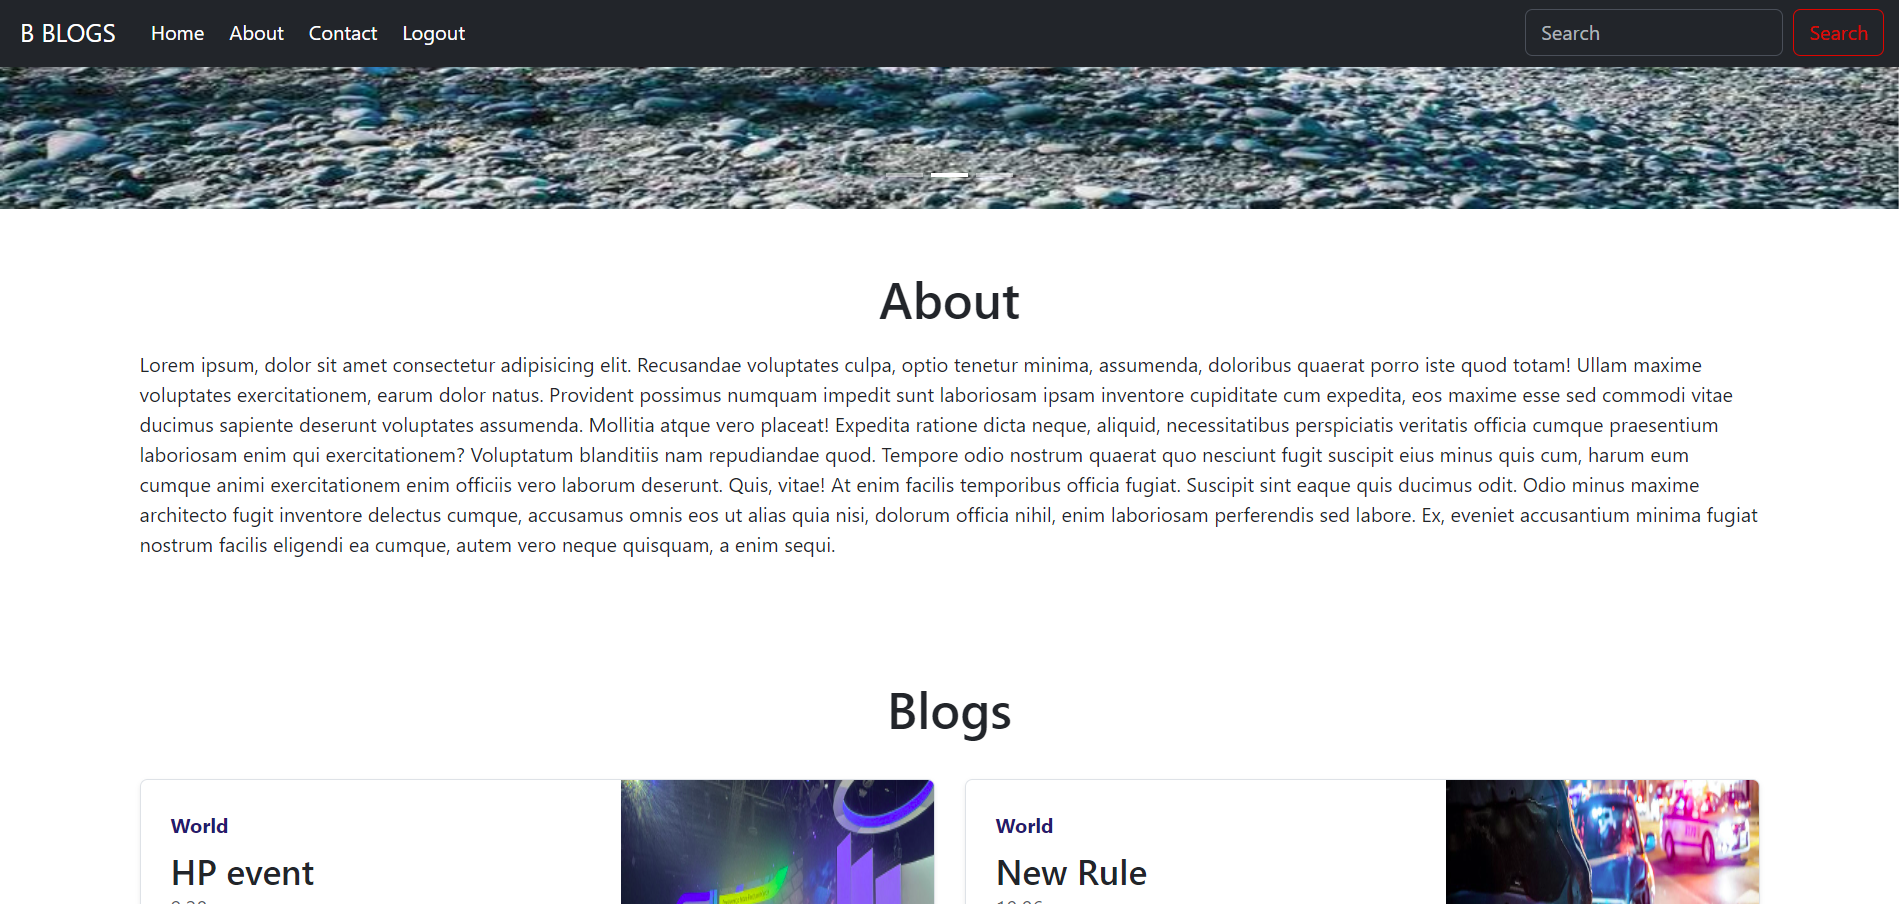 B BLOGS Home About Contact Logout Search Search
About
Lorem ipsum, dolor sit amet consectetur adipisicing elit. Recusandae voluptates culpa, optio tenetur minima, assumenda, doloribus quaerat porro iste quod totam! Ullam maxime
voluptates exercitationem, earum dolor natus. Provident possimus numquam impedit sunt laboriosam ipsam inventore cupiditate cum expedita, eos maxime esse sed commodi vitae
ducimus sapiente deserunt voluptates assumenda. Mollitia atque vero placeat! Expedita ratione dicta neque, aliquid, necessitatibus perspiciatis veritatis officia cumque praesentium
laboriosam enim qui exercitationem? Voluptatum blanditiis nam repudiandae quod. Tempore odio nostrum quaerat quo nesciunt fugit suscipit eius minus quis cum, harum eum
cumque animi exercitationem enim officiis vero laborum deserunt. Quis, vitae! At enim facilis temporibus officia fugiat. Suscipit sint eaque quis ducimus odit. Odio minus maxime
architecto fugit inventore delectus cumque, accusamus omnis eos ut alias quia nisi, dolorum officia nihil, enim laboriosam perferendis sed labore. Ex, eveniet accusantium minima fugiat
nostrum facilis eligendi ea cumque, autem vero neque quisquam, a enim sequi.
Blogs
World
HP event
World
New Rule